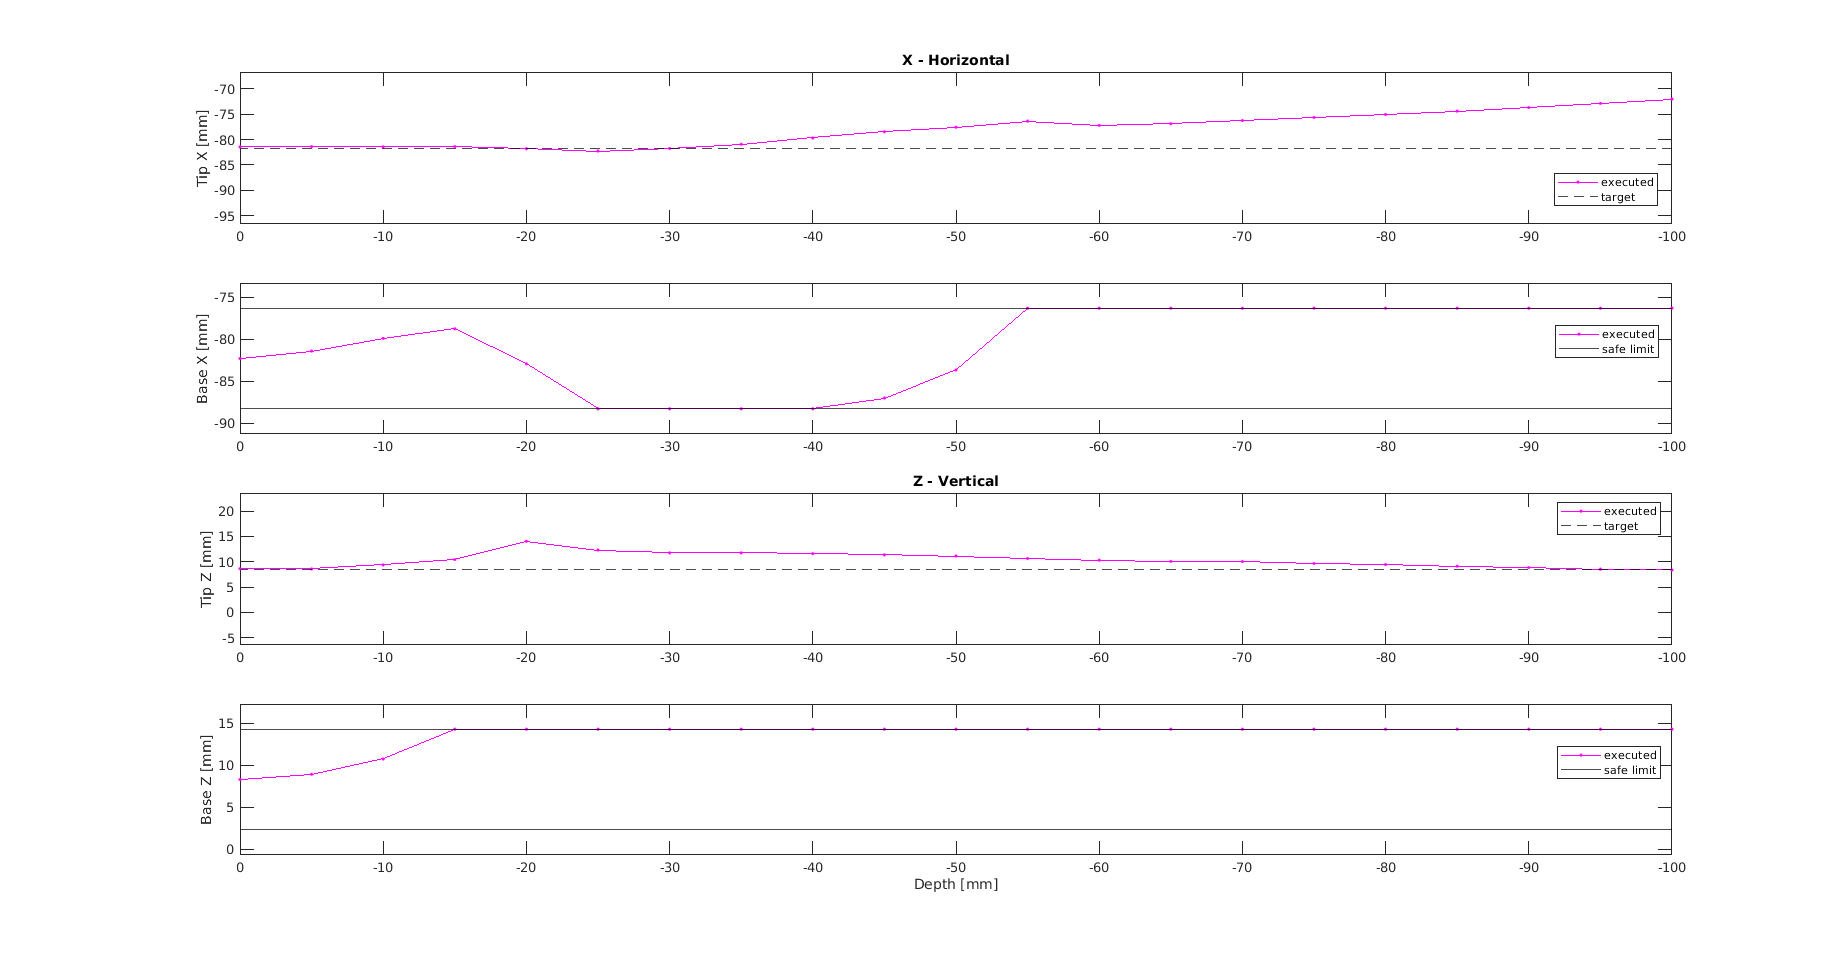 X - Horizontal
Tip X [mm]
-70
-75
-80
-85
-90
-95
executed
target
0 -10 -20 -30 -40 -50 -60 -70 -80 -90 -100
Base X [mm]
-75
-80
-85
-90
executed
safe limit
0 -10 -20 -30 -40 -50 -60 -70 -80 -90 -100
Z - Vertical
Tip Z [mm]
20
15
10
5
0
-5
executed
target
0 -10 -20 -30 -40 -50 -60 -70 -80 -90 -100
Base Z [mm]
15
10
5
0
executed
safe limit
0 -10 -20 -30 -40 -50 -60 -70 -80 -90 -100
Depth [mm]